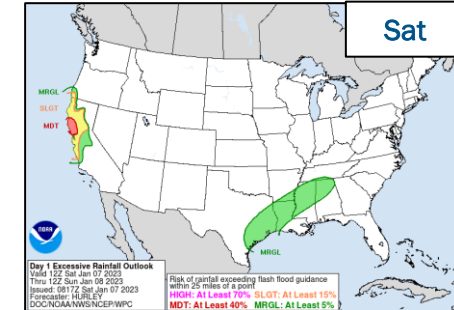 Sat
MRGL
SLGT
MDT
MRGL
NOAA
Day 1 Excessive Rainfall Outlook
Valid 12Z Sat Jan 07 2023
Thru 12Z Sun Jan 08 2023
Issued: 0817Z Sat Jan 07 2023
Forecaster: HURLEY
DOC/NOAA/NWS/NCEP/WPC
Risk of rainfall exceeding flash flood guidance
within 25 miles of a point
HIGH: At Least 70% SLGT: At Least 15%
MDT: At Least 40% MRGL: At Least 5%